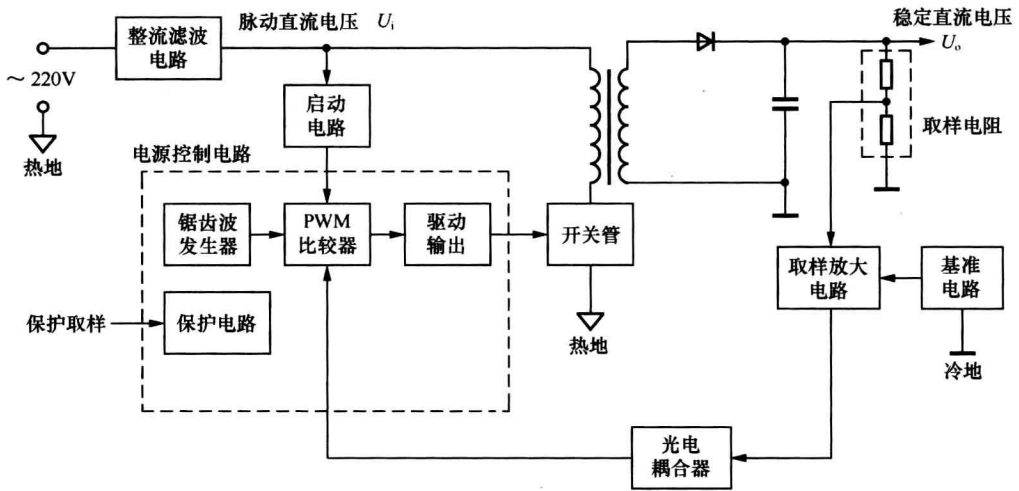 脉动直流电压 Ui
稳定直流电压
Uo
整流滤波
电路
～220V
热地
启动
电路
取样电阻
电源控制电路
锯齿波
发生器
PWM
比较器
驱动
输出
开关管
取样放大
电路
基准
电路
保护取样
保护电路
热地
冷地
光电
耦合器